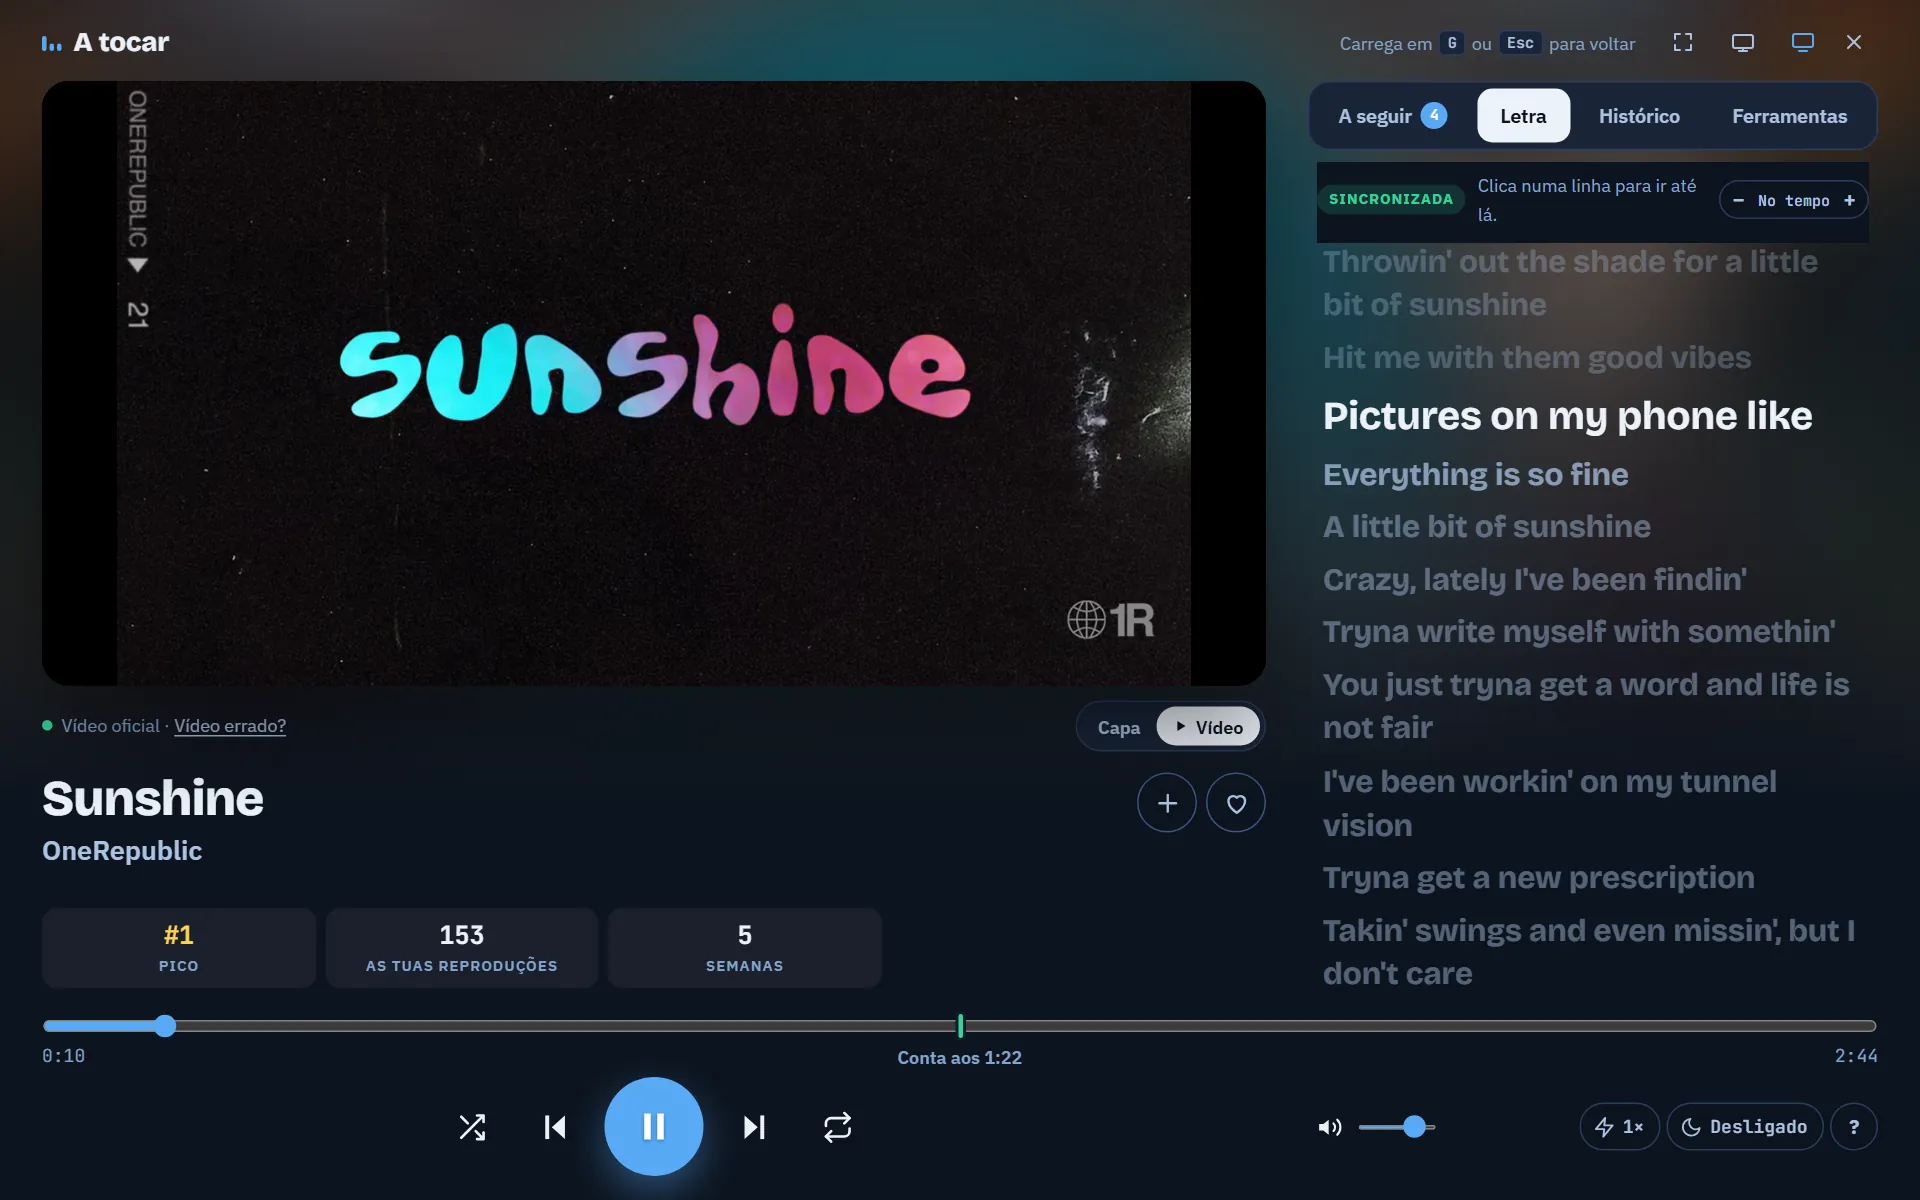 A tocar
Carrega em G ou Esc para voltar
ONEREPUBLIC 21
sunshine
1R
A seguir 4
Letra
Histórico
Ferramentas
SINCRONIZADA
Clica numa linha para ir até
lá.
− No tempo +
Throwin' out the shade for a little
bit of sunshine
Hit me with them good vibes
Pictures on my phone like
Everything is so fine
A little bit of sunshine
Crazy, lately I've been findin'
Tryna write myself with somethin'
You just tryna get a word and life is
not fair
I've been workin' on my tunnel
vision
Tryna get a new prescription
Takin' swings and even missin', but I
don't care
Vídeo oficial · Vídeo errado?
Capa
Vídeo
Sunshine
OneRepublic
#1
PICO
153
AS TUAS REPRODUÇÕES
5
SEMANAS
0:10
Conta aos 1:22
2:44
1×
Desligado
?